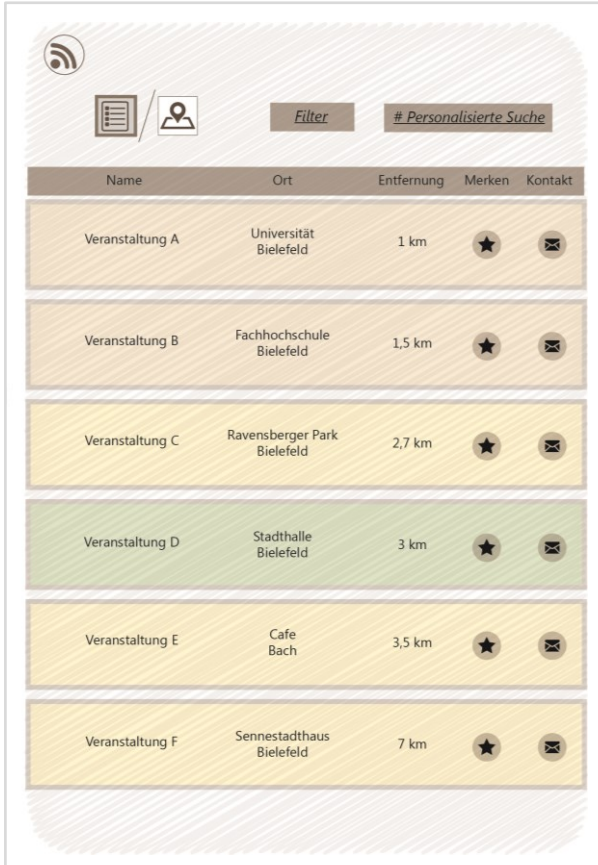 Filter
# Personalisierte Suche
Name Ort Entfernung Merken Kontakt
Veranstaltung A
Universität
Bielefeld
1 km
Veranstaltung B
Fachhochschule
Bielefeld
1,5 km
Veranstaltung C
Ravensberger Park
Bielefeld
2,7 km
Veranstaltung D
Stadthalle
Bielefeld
3 km
Veranstaltung E
Cafe
Bach
3,5 km
Veranstaltung F
Sennestadthaus
Bielefeld
7 km